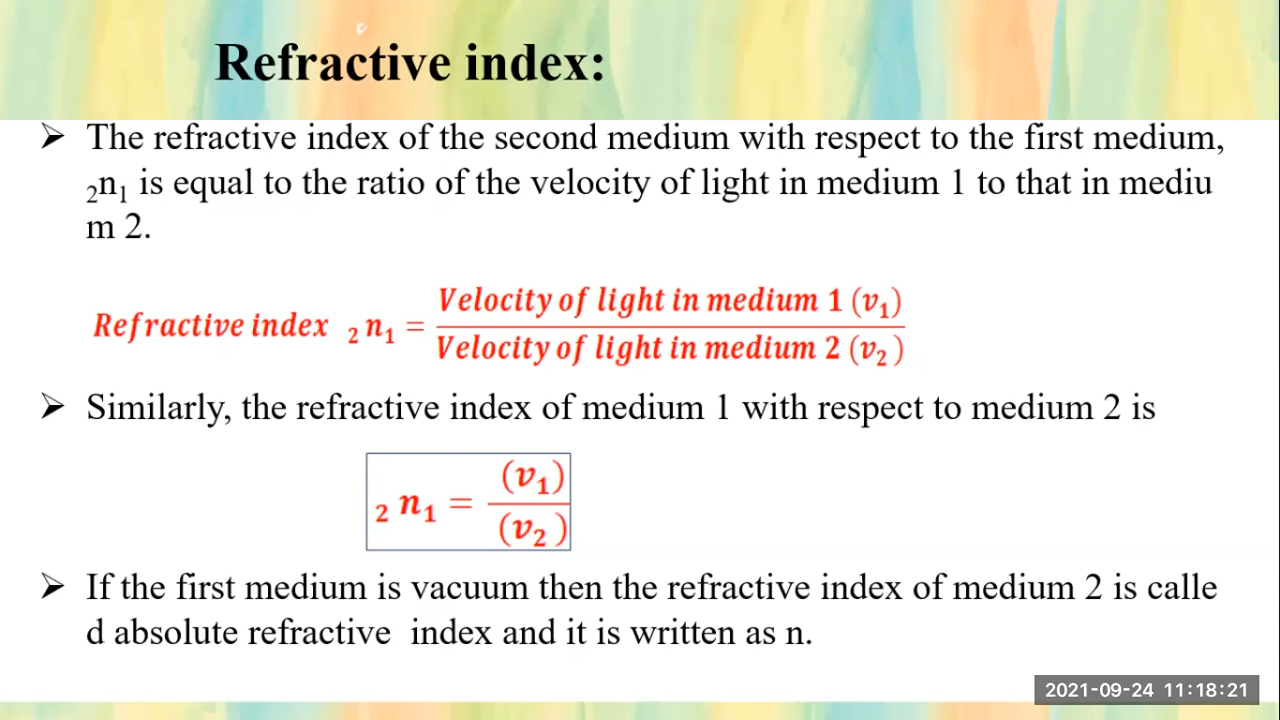 Refractive index:
➢ The refractive index of the second medium with respect to the first medium,
₂n₁ is equal to the ratio of the velocity of light in medium 1 to that in mediu
m 2.
Refractive index ₂n₁ = Velocity of light in medium 1 (v₁)
Velocity of light in medium 2 (v₂)
➢ Similarly, the refractive index of medium 1 with respect to medium 2 is
₂n₁ = (v₁)
(v₂)
➢ If the first medium is vacuum then the refractive index of medium 2 is calle
d absolute refractive index and it is written as n.
2021-09-24 11:18:21